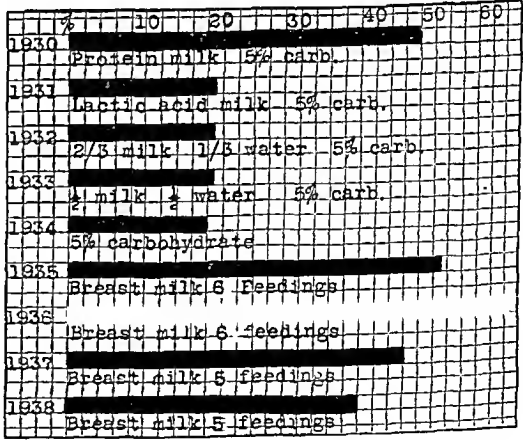 % 10 20 30 40 50 60
1930
Protein milk 5% carb.
1931
Lactic acid milk 5% carb.
1932
2/3 milk 1/3 water 5% carb.
1933
½ milk ½ water 5% carb.
1934
5% carbohydrate
1935
Breast milk 6 Feedings
1936
Breast milk 6 feedings
1937
Breast milk 5 feedings
1938
Breast milk 5 feedings